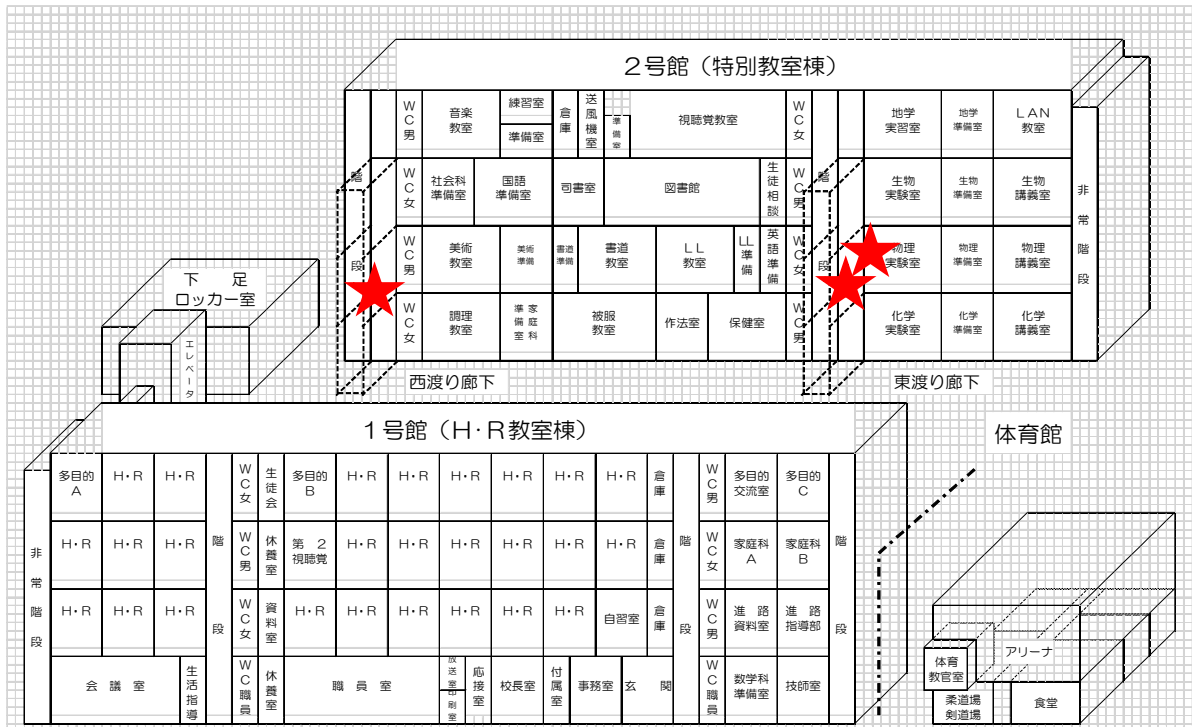 ２号館（特別教室棟）
ＷＣ男
音楽
教室
練習室
準備室
倉庫
送風機室
準備室
視聴覚教室
ＷＣ女
地学
実習室
地学
準備室
ＬＡＮ
教室
階
ＷＣ女
社会科
準備室
国語
準備室
司書室
図書館
生徒相談
ＷＣ男
階
生物
実験室
生物
準備室
生物
講義室
非常階段
段
ＷＣ男
美術
教室
美術
準備
書道
準備
書道
教室
ＬＬ
教室
ＬＬ準備
英語準備
ＷＣ女
段
物理
実験室
物理
準備室
物理
講義室
ＷＣ女
調理
教室
準備室
家庭科
被服
教室
作法室
保健室
ＷＣ男
化学
実験室
化学
準備室
化学
講義室
下　足
ロッカー室
エレベータ
西渡り廊下
東渡り廊下
１号館（Ｈ・Ｒ教室棟）
体育館
多目的
Ａ
Ｈ・Ｒ
Ｈ・Ｒ
ＷＣ女
生徒会
多目的
Ｂ
Ｈ・Ｒ
Ｈ・Ｒ
Ｈ・Ｒ
Ｈ・Ｒ
Ｈ・Ｒ
Ｈ・Ｒ
倉庫
ＷＣ男
多目的
交流室
多目的
Ｃ
非常階段
Ｈ・Ｒ
Ｈ・Ｒ
Ｈ・Ｒ
階
ＷＣ男
休養室
第　２
視聴覚
Ｈ・Ｒ
Ｈ・Ｒ
Ｈ・Ｒ
Ｈ・Ｒ
Ｈ・Ｒ
Ｈ・Ｒ
倉庫
階
ＷＣ女
家庭科
Ａ
家庭科
Ｂ
階
Ｈ・Ｒ
Ｈ・Ｒ
Ｈ・Ｒ
段
ＷＣ女
資料室
Ｈ・Ｒ
Ｈ・Ｒ
Ｈ・Ｒ
Ｈ・Ｒ
Ｈ・Ｒ
Ｈ・Ｒ
自習室
倉庫
段
ＷＣ男
進　路
資料室
進　路
指導部
段
会　議　室
生活指導
ＷＣ職員
休養室
職　員　室
放送室
印刷室
応接室
校長室
付属室
事務室
玄　関
ＷＣ職員
数学科
準備室
技師室
アリーナ
体育
教官室
柔道場
剣道場
食堂